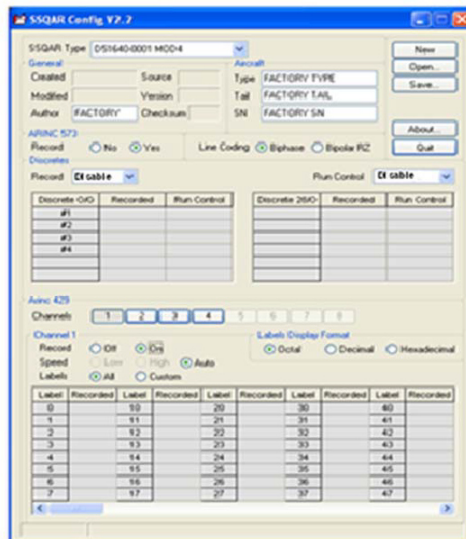 SSQAR Config V2.2
SSQAR Type DS1640-0001 MOD4
New
General
Aircraft
Open...
Created
Source
Type FACTORY TYPE
Save...
Modified
Version
Tail FACTORY TAIL
Author FACTORY
Checksum
SN FACTORY SN
About...
ARINC 573
Record No Yes
Line Coding Biphase Bipolar RZ
Quit
Discretes
Record Disable
Run Control Disable
Recorded Run Control
Recorded Run Control
#1
#2
#3
#4
Arinc 429
Channels 1 2 3 4 5 6 7 8
Channel 1
Labels Display Format
Record Off On
Octal Decimal Hexadecimal
Speed Low High Auto
Labels All Custom
Label Recorded Label Recorded Label Recorded Label Recorded Label Recorded
0 10 20 30 40
1 11 21 31 41
2 12 22 32 42
3 13 23 33 43
4 14 24 34 44
5 15 25 35 45
6 16 26 36 46
7 17 27 37 47